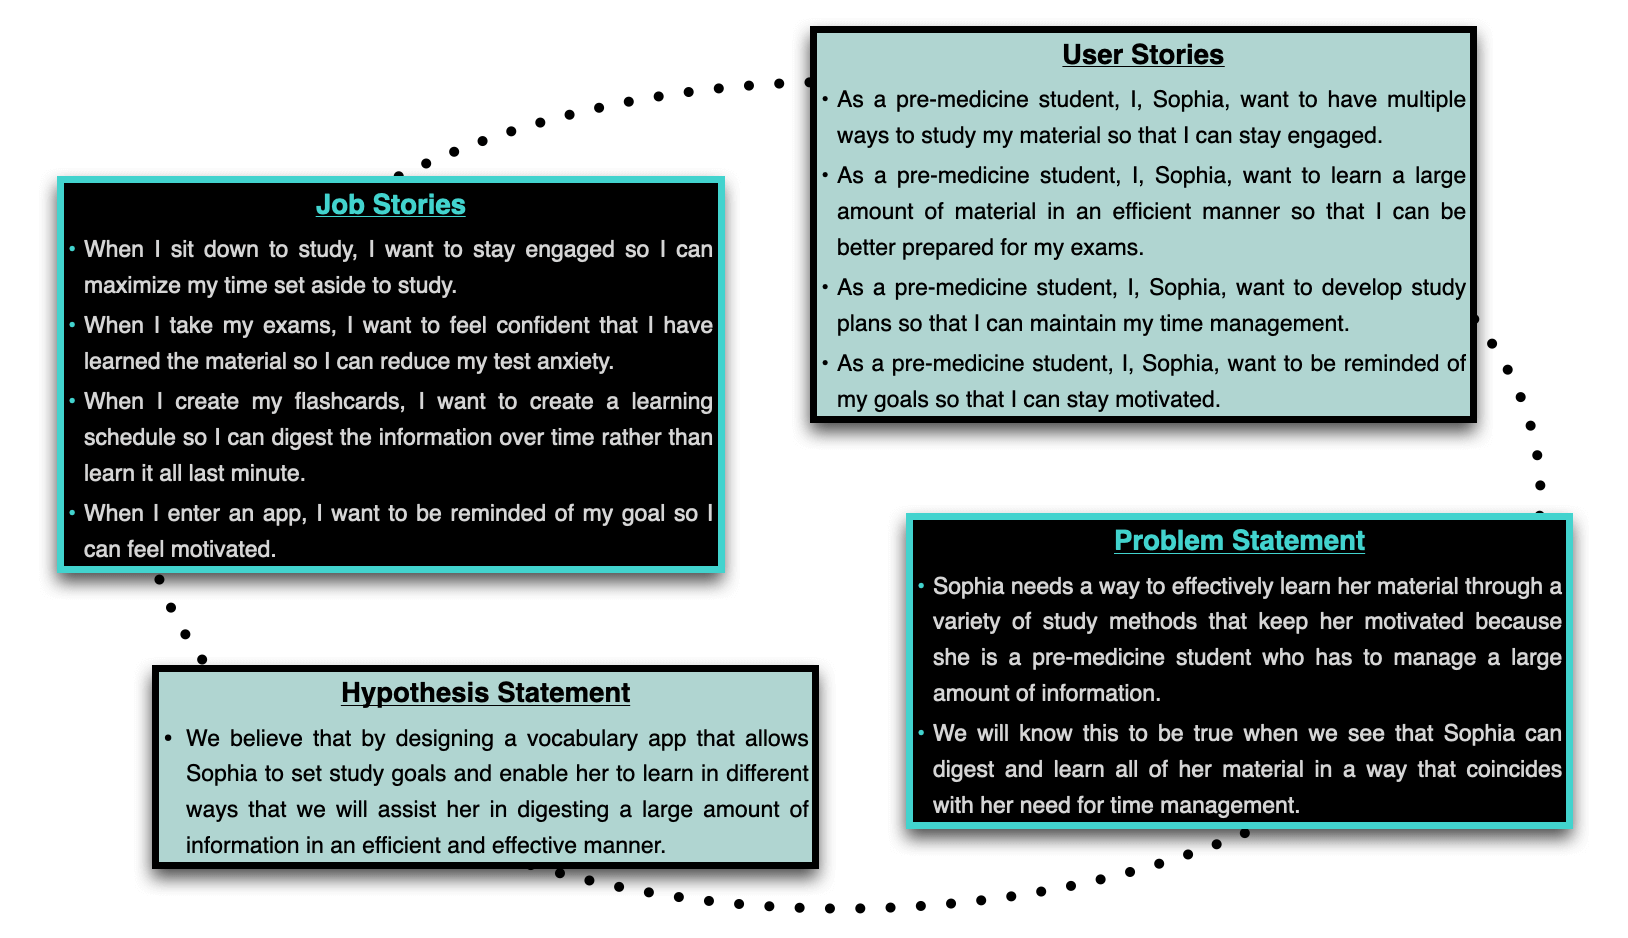 User Stories
• As a pre-medicine student, I, Sophia, want to have multiple
ways to study my material so that I can stay engaged.
• As a pre-medicine student, I, Sophia, want to learn a large
amount of material in an efficient manner so that I can be
better prepared for my exams.
• As a pre-medicine student, I, Sophia, want to develop study
plans so that I can maintain my time management.
• As a pre-medicine student, I, Sophia, want to be reminded of
my goals so that I can stay motivated.
Job Stories
• When I sit down to study, I want to stay engaged so I can
maximize my time set aside to study.
• When I take my exams, I want to feel confident that I have
learned the material so I can reduce my test anxiety.
• When I create my flashcards, I want to create a learning
schedule so I can digest the information over time rather than
learn it all last minute.
• When I enter an app, I want to be reminded of my goal so I
can feel motivated.
Problem Statement
• Sophia needs a way to effectively learn her material through a
variety of study methods that keep her motivated because
she is a pre-medicine student who has to manage a large
amount of information.
• We will know this to be true when we see that Sophia can
digest and learn all of her material in a way that coincides
with her need for time management.
Hypothesis Statement
• We believe that by designing a vocabulary app that allows
Sophia to set study goals and enable her to learn in different
ways that we will assist her in digesting a large amount of
information in an efficient and effective manner.